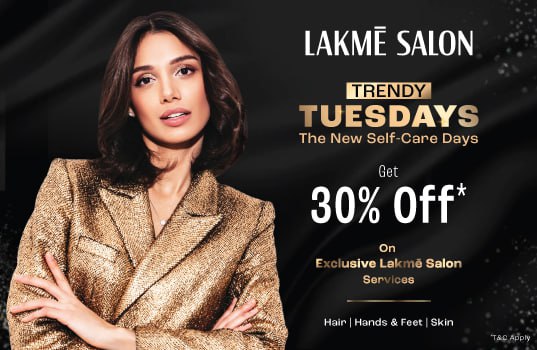 LAKMĒ SALON
TRENDY
TUESDAYS
The New Self-Care Days
Get
30% Off*
On
Exclusive Lakmē Salon
Services
Hair | Hands & Feet | Skin
*T&C Apply